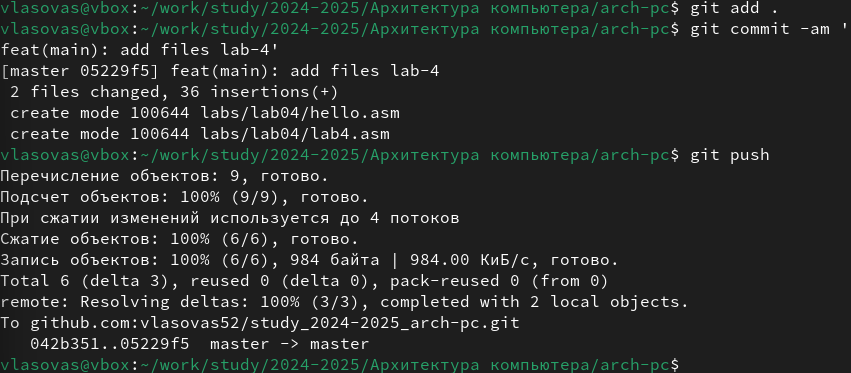 vlasovas@vbox:~/work/study/2024-2025/Архитектура компьютера/arch-pc$ git add .
vlasovas@vbox:~/work/study/2024-2025/Архитектура компьютера/arch-pc$ git commit -am '
feat(main): add files lab-4'
[master 05229f5] feat(main): add files lab-4
 2 files changed, 36 insertions(+)
 create mode 100644 labs/lab04/hello.asm
 create mode 100644 labs/lab04/lab4.asm
vlasovas@vbox:~/work/study/2024-2025/Архитектура компьютера/arch-pc$ git push
Перечисление объектов: 9, готово.
Подсчет объектов: 100% (9/9), готово.
При сжатии изменений используется до 4 потоков
Сжатие объектов: 100% (6/6), готово.
Запись объектов: 100% (6/6), 984 байта | 984.00 КиБ/с, готово.
Total 6 (delta 3), reused 0 (delta 0), pack-reused 0 (from 0)
remote: Resolving deltas: 100% (3/3), completed with 2 local objects.
To github.com:vlasovas52/study_2024-2025_arch-pc.git
   042b351..05229f5  master -> master
vlasovas@vbox:~/work/study/2024-2025/Архитектура компьютера/arch-pc$